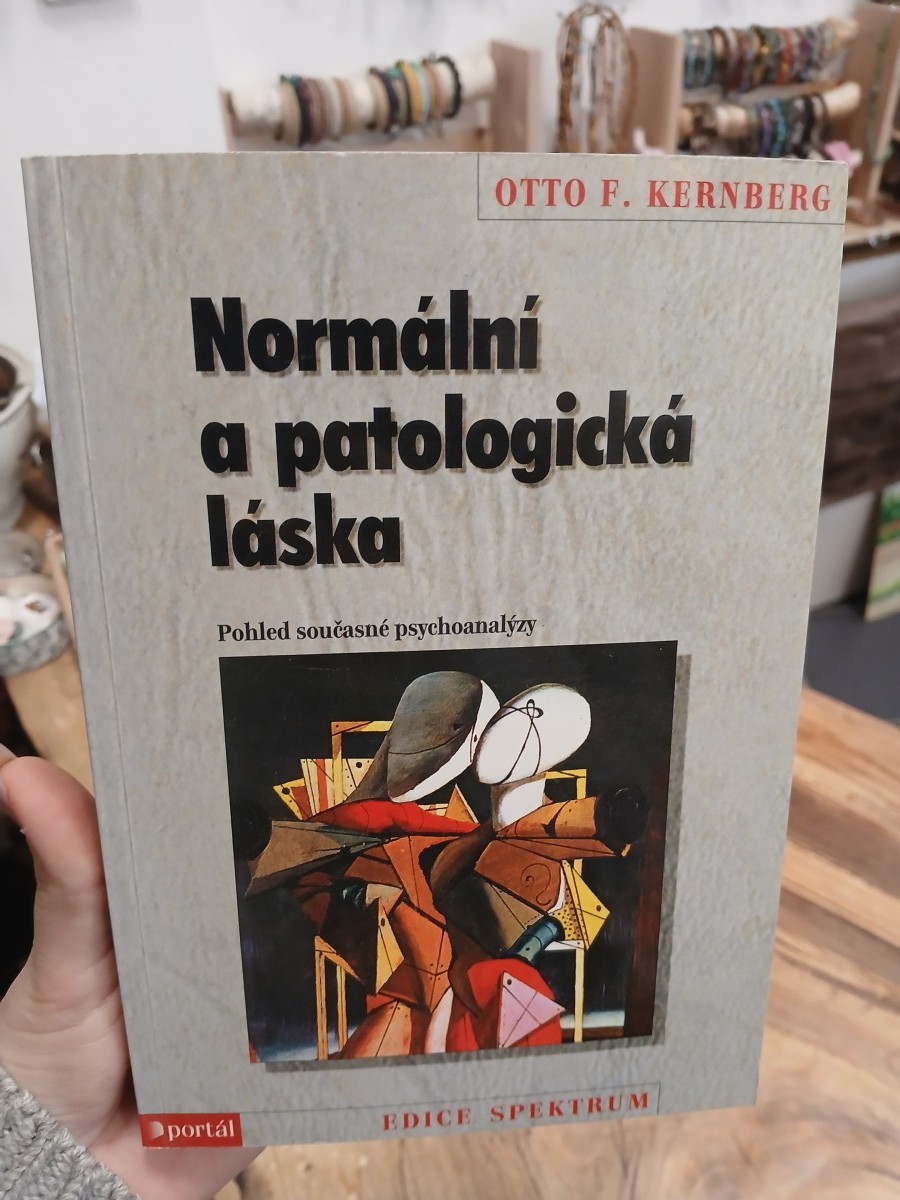 OTTO F. KERNBERG
Normální
a patologická
láska
Pohled současné psychoanalýzy
portál
EDICE SPEKTRUM